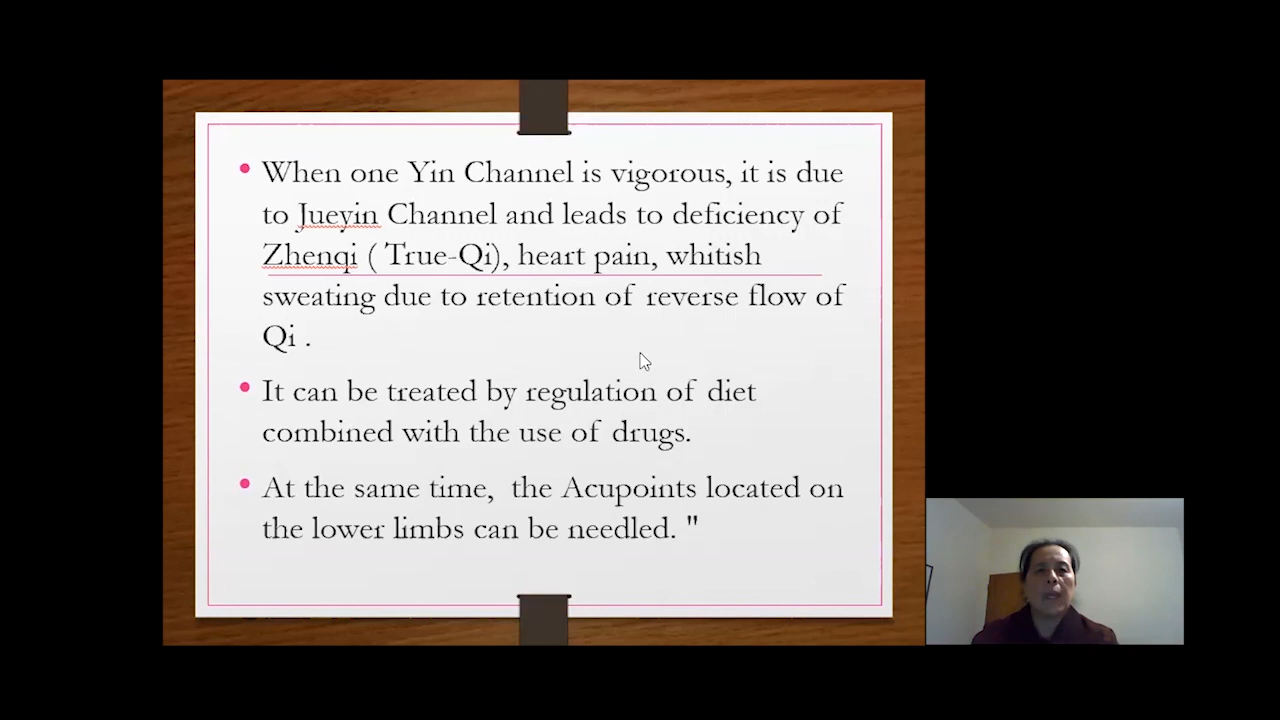 When one Yin Channel is vigorous, it is due
to Jueyin Channel and leads to deficiency of
Zhenqi ( True-Qi), heart pain, whitish
sweating due to retention of reverse flow of
Qi .
It can be treated by regulation of diet
combined with the use of drugs.
At the same time, the Acupoints located on
the lower limbs can be needled. "